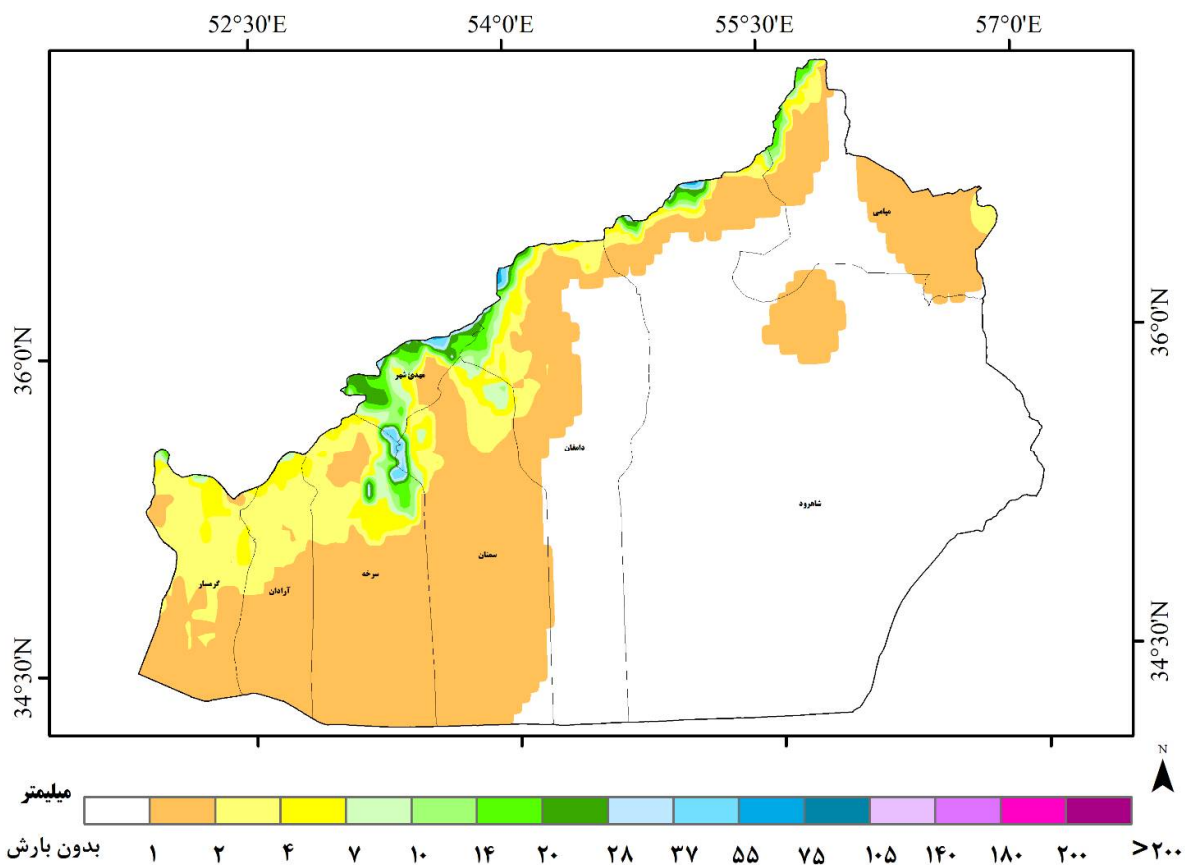 52°30'E 54°0'E 55°30'E 57°0'E
میامی
36°0'N 36°0'N
مهدی شهر
دامغان
شاهرود
سمنان
سرخه
گرمسار آرادان
34°30'N 34°30'N
N
میلیمتر
بدون بارش ۱ ۲ ۴ ۷ ۱۰ ۱۴ ۲۰ ۲۸ ۳۷ ۵۵ ۷۵ ۱۰۵ ۱۴۰ ۱۸۰ ۲۰۰ >۲۰۰